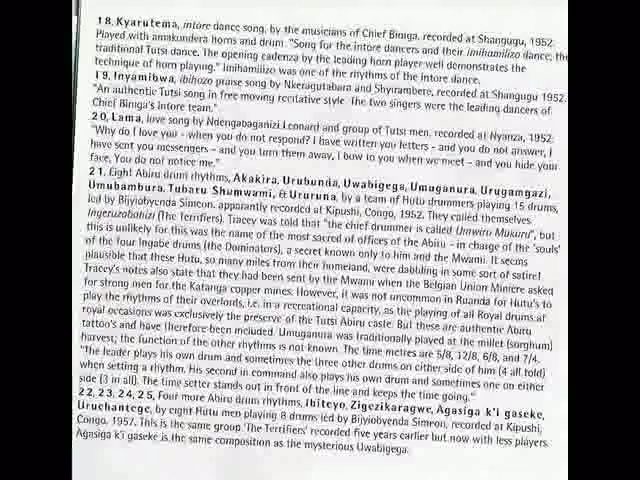 18, Kyarutema, intore dance song, by the musicians of Chief Biniga, recorded at Shangugu, 1952.
Played with amakundera horns and drum. "Song for the intore dancers and their imihamilizo dance, the
traditional Tutsi dance. The opening cadenza by the leading horn player well demonstrates the
technique of horn playing." Imihamilizo was one of the rhythms of the intore dance.
19, Inyamibwa, ibihozo praise song by Nkeragutabara and Shyirambere, recorded at Shangugu 1952.
"An authentic Tutsi song in free moving recitative style. The two singers were the leading dancers of
Chief Binga's Intore team."
20, Lama, love song by Ndengabaganizi Leonard and group of Tutsi men, recorded at Nyanza, 1952:
"Why do I love you - when you do not respond? I have written you letters - and you do not answer, I
have sent you messengers - and you turn them away, I bow to you when we meet - and you hide your
face. You do not notice me."
21, Eight Abiru drum rhythms, Akakira, Urubunda, Uwabigega, Umuganura, Urugamgazi,
Umubambura, Tubaru Shumwami, & Ururuna, by a team of Hutu drummers playing 15 drums,
led by Bijyiobyenda Simeon, apparantly recorded at Kipushi, Congo, 1952. They called themselves
Ingeruzabahizi (The Terrifiers). Tracey was told that "the chief drummer is called Umwiru Mukuru", but
this is unlikely for this was the name of the most sacred of offices of the Abiru - in charge of the 'souls'
of the four Ingabe drums (the Dominators), a secret known only to him and the Mwami. It seems
plausible that these Hutu, so many miles from their homeland, were dabbling in some sort of satire!
Tracey's notes also state that they had been sent by the Mwami when the Belgian Union Miniere asked
for strong men for the Katanga copper mines. However, it was not uncommon in Ruanda for Hutu's to
play the rhythms of their overlords, i.e. in a recreational capacity, as the playing of all Royal drums at
royal occasions was exclusively the preserve of the Tutsi Abiru caste. But these are authentic Abiru
tattoo's and have therefore been included. Umuganura was traditionally played at the millet (sorghum)
harvest; the function of the other rhythms is not known. The time metres are 5/8, 12/8, 6/8, and 7/4.
"The leader plays his own drum and sometimes the three other drums on either side of him (4 all told)
when setting a rhythm. His second in command also plays his own drum and sometimes one on either
side (3 in all). The time setter stands out in front of the line and keeps the time going."
22, 23, 24, 25, Four more Abiru drum rhythms, Ibiteyo, Zigezikaragwe, Agasiga k'i gaseke,
Uruchantege, by eight Hutu men playing 8 drums led by Bijyiobyenda Simeon, recorded at Kipushi,
Congo, 1957. This is the same group 'The Terrifiers' recorded five years earlier but now with less players.
Agasiga k'i gaseke is the same composition as the mysterious Uwabigega.